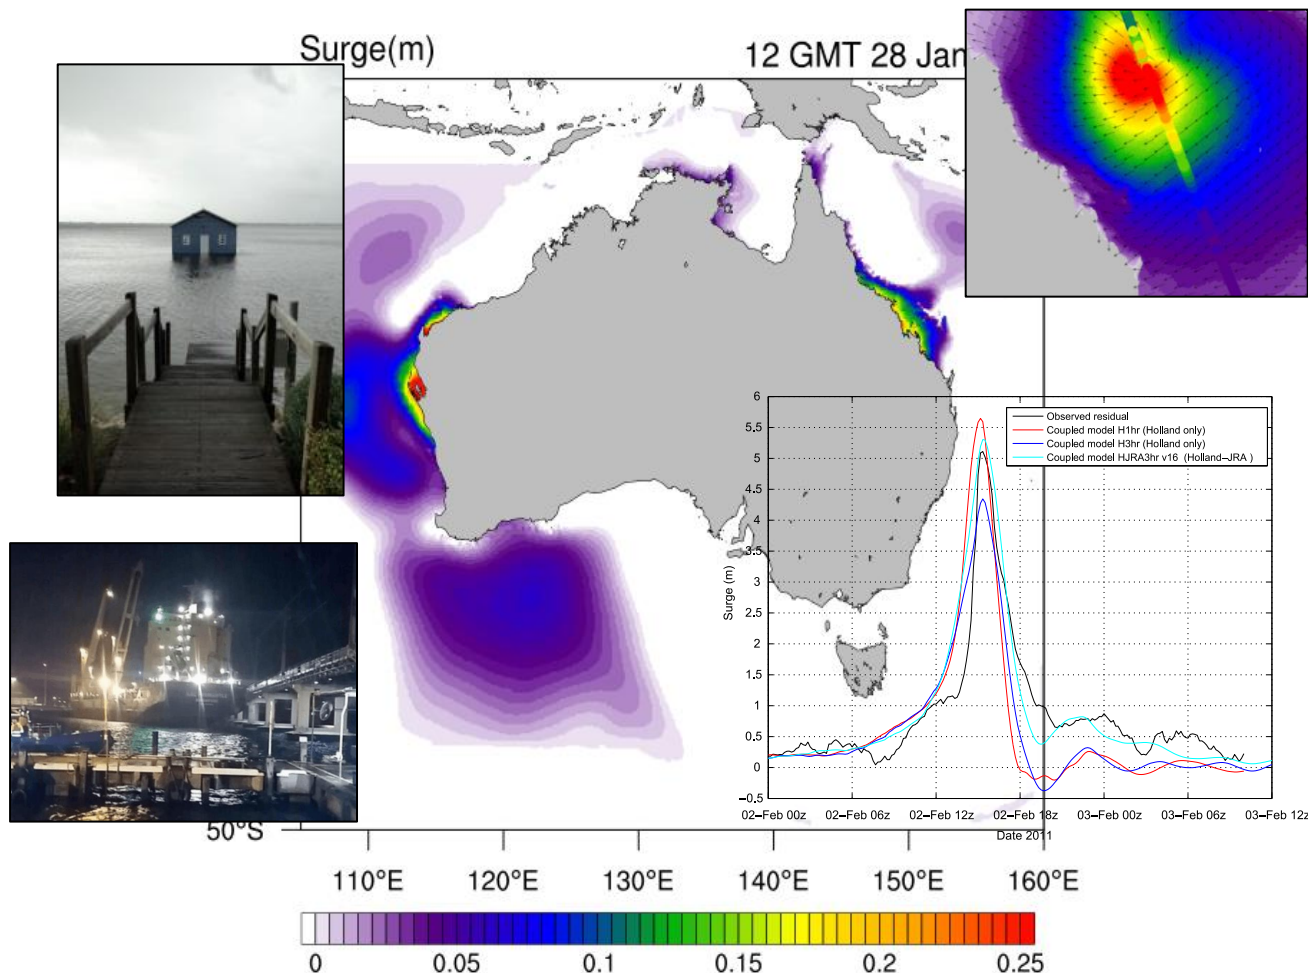 Surge(m)
12 GMT 28 Jan
6
5.5
5
4.5
4
3.5
3
2.5
2
1.5
1
0.5
0
−0.5
Surge (m)
Observed residual
Coupled model H1hr (Holland only)
Coupled model H3hr (Holland only)
Coupled model HJRA3hr v16 (Holland−JRA )
02−Feb 00z
02−Feb 06z
02−Feb 12z
02−Feb 18z
03−Feb 00z
03−Feb 06z
03−Feb 12z
Date 2011
50°S
110°E
120°E
130°E
140°E
150°E
160°E
0
0.05
0.1
0.15
0.2
0.25